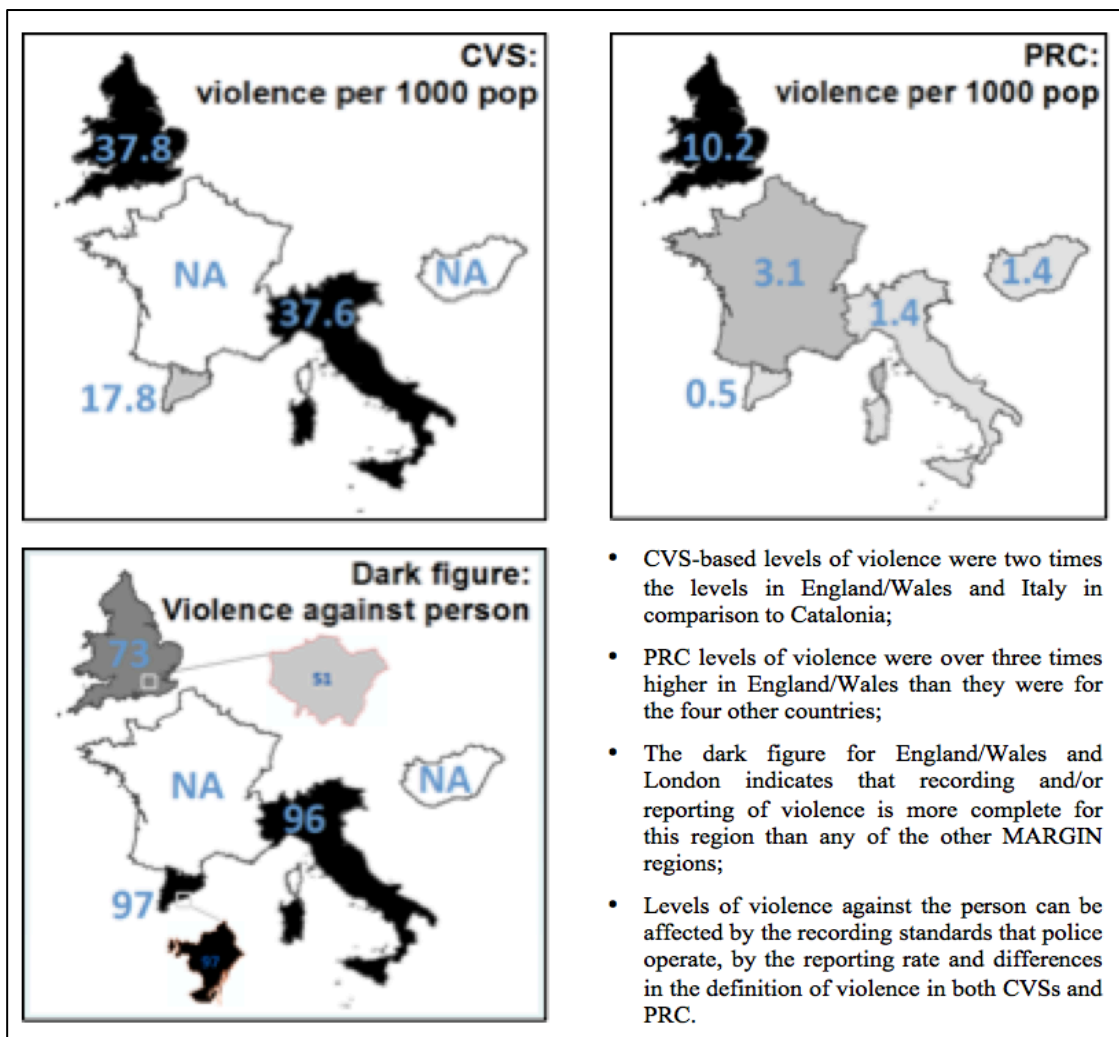 CVS:
violence per 1000 pop
37.8
NA
NA
37.6
17.8
PRC:
violence per 1000 pop
10.2
3.1
1.4
1.4
0.5
Dark figure:
Violence against person
73
51
NA
NA
96
97
97
• CVS-based levels of violence were two times
the levels in England/Wales and Italy in
comparison to Catalonia;
• PRC levels of violence were over three times
higher in England/Wales than they were for
the four other countries;
• The dark figure for England/Wales and
London indicates that recording and/or
reporting of violence is more complete for
this region than any of the other MARGIN
regions;
• Levels of violence against the person can be
affected by the recording standards that police
operate, by the reporting rate and differences
in the definition of violence in both CVSs and
PRC.